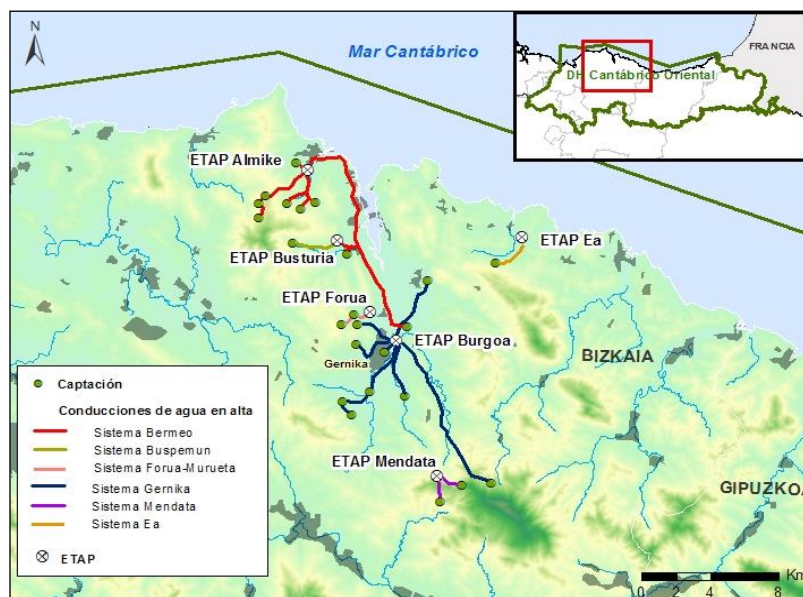 N
Mar Cantábrico
FRANCIA
DH Cantábrico Oriental
ETAP Almike
ETAP Ea
ETAP Busturia
ETAP Forua
ETAP Burgoa
Gernika
BIZKAIA
ETAP Mendata
GIPUZKOA
Captación
Conducciones de agua en alta
Sistema Bermeo
Sistema Buspemun
Sistema Forua-Murueta
Sistema Gernika
Sistema Mendata
Sistema Ea
ETAP
Km
0 2 4 8